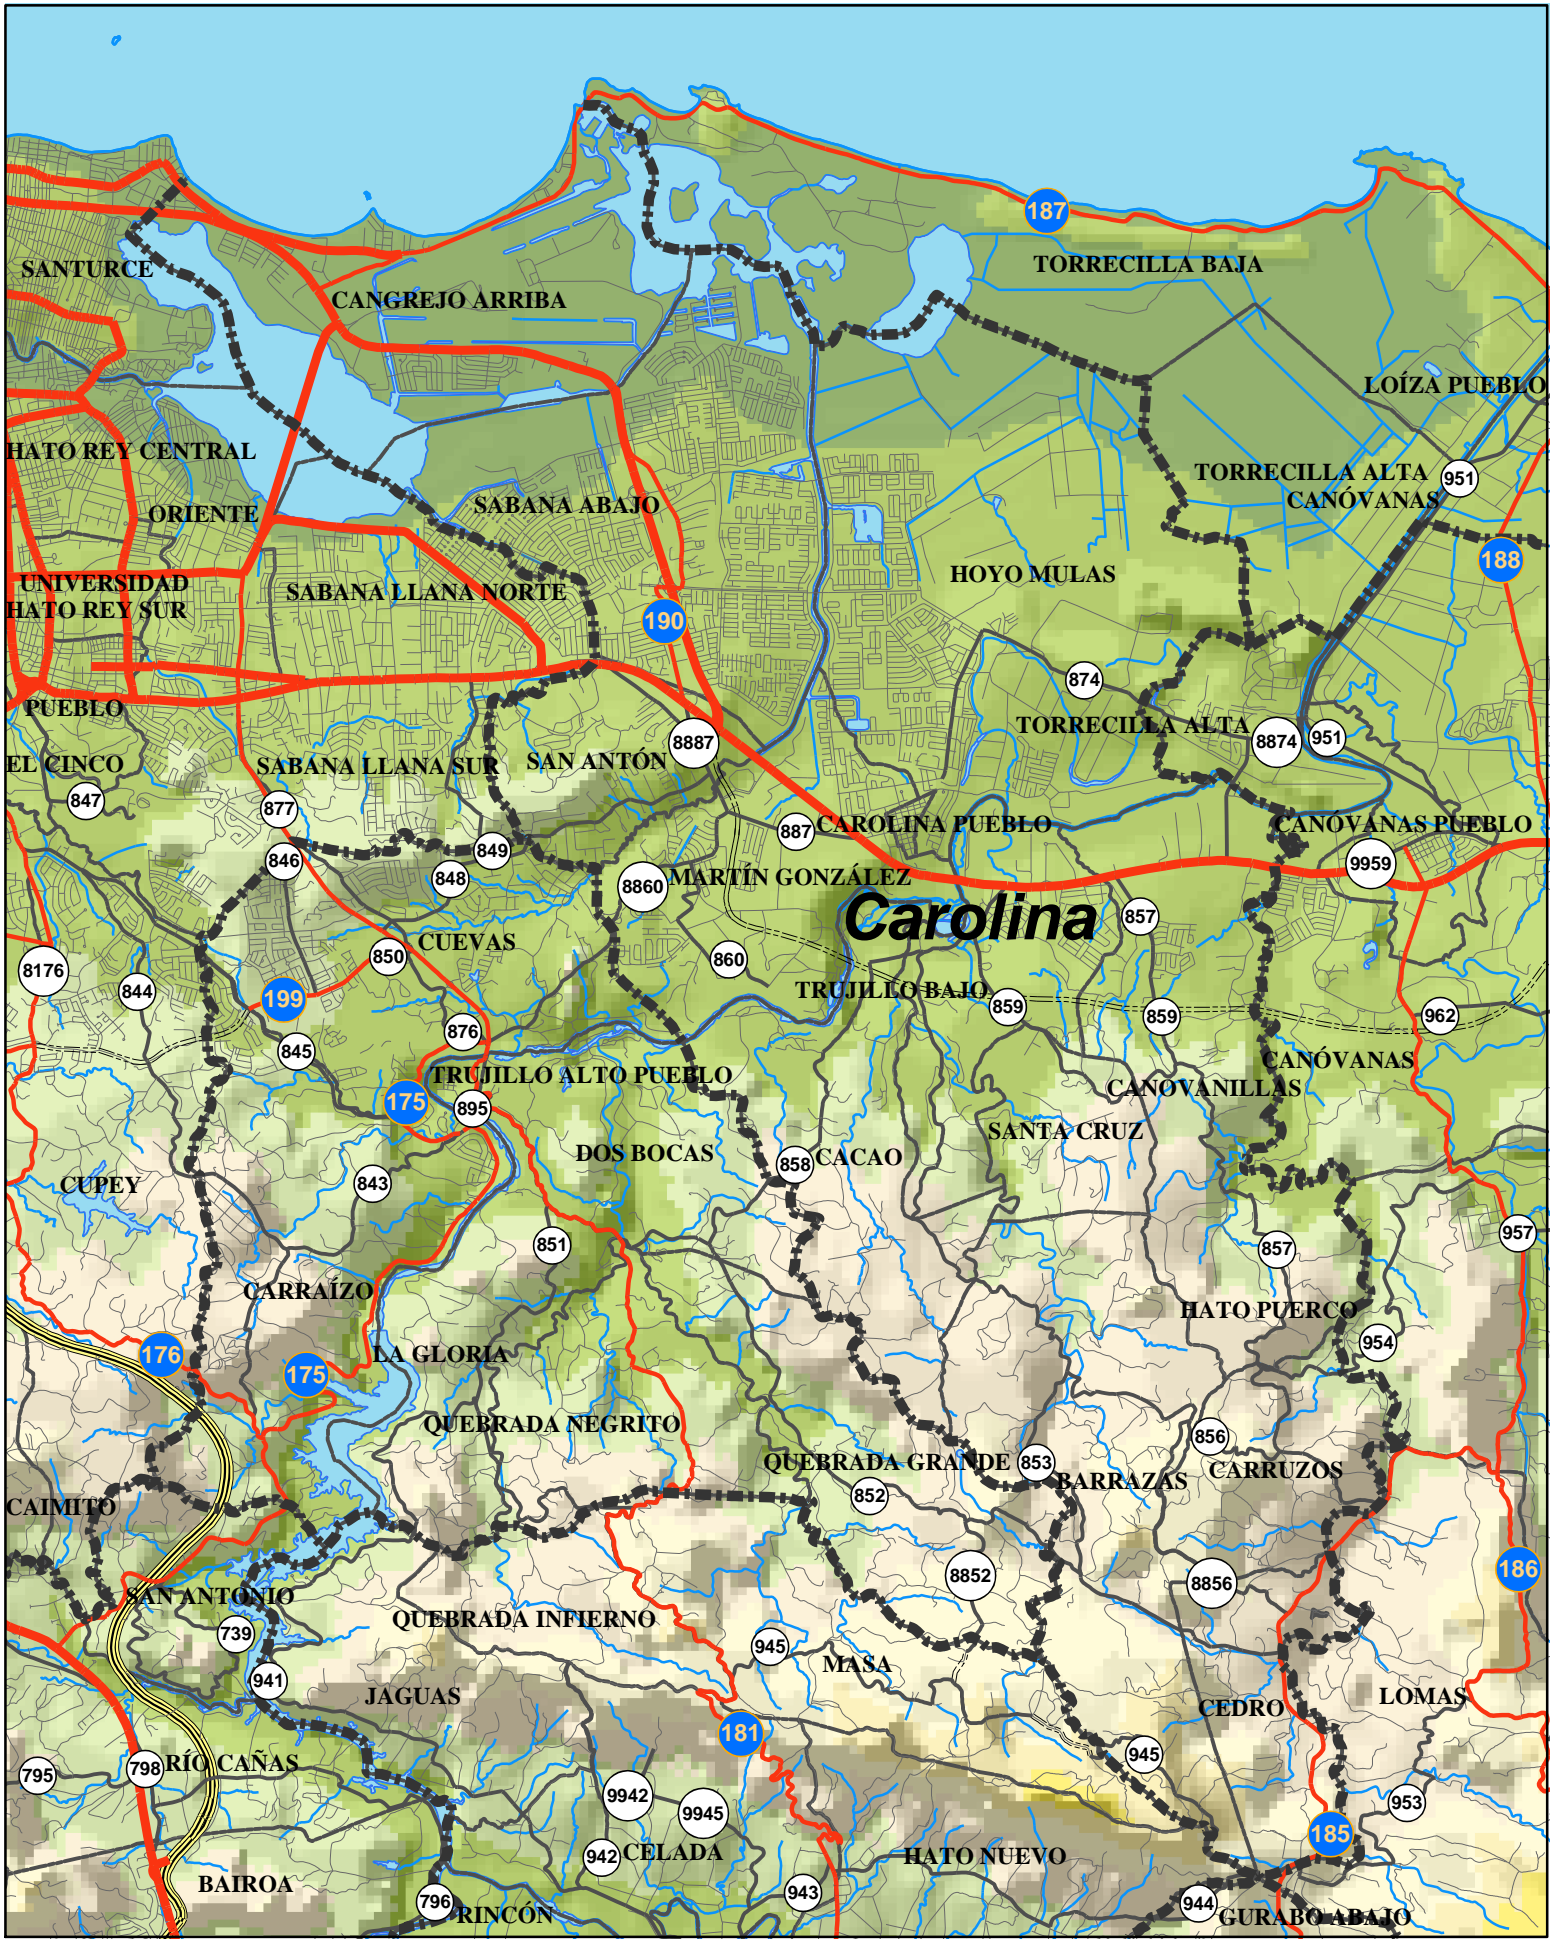 187
TORRECILLA BAJA
SANTURCE
CANGREJO ARRIBA
LOÍZA PUEBLO
HATO REY CENTRAL
TORRECILLA ALTA
951
CANÓVANAS
SABANA ABAJO
ORIENTE
188
HOYO MULAS
UNIVERSIDAD
SABANA LLANA NORTE
HATO REY SUR
190
874
PUEBLO
TORRECILLA ALTA
8874
951
8887
EL CINCO
SABANA LLANA SUR
SAN ANTÓN
847
877
887
CAROLINA PUEBLO
CANÓVANAS PUEBLO
849
846
848
9959
8860
MARTÍN GONZÁLEZ
Carolina
857
CUEVAS
850
860
8176
844
TRUJILLO BAJO
199
859
859
962
876
845
CANÓVANAS
TRUJILLO ALTO PUEBLO
CANOVANILLAS
175
895
SANTA CRUZ
DOS BOCAS
858
CACAO
CUPEY
843
957
851
857
CARRAÍZO
HATO PUERCO
954
176
LA GLORIA
175
QUEBRADA NEGRITO
856
QUEBRADA GRANDE
853
CARRUZOS
BARRAZAS
852
CAIMITO
186
8852
8856
SAN ANTONIO
QUEBRADA INFIERNO
739
945
MASA
941
JAGUAS
LOMAS
CEDRO
181
945
RÍO CAÑAS
798
795
9942
953
9945
185
942
CELADA
HATO NUEVO
BAIROA
943
796
944
RINCÓN
GURABO ABAJO